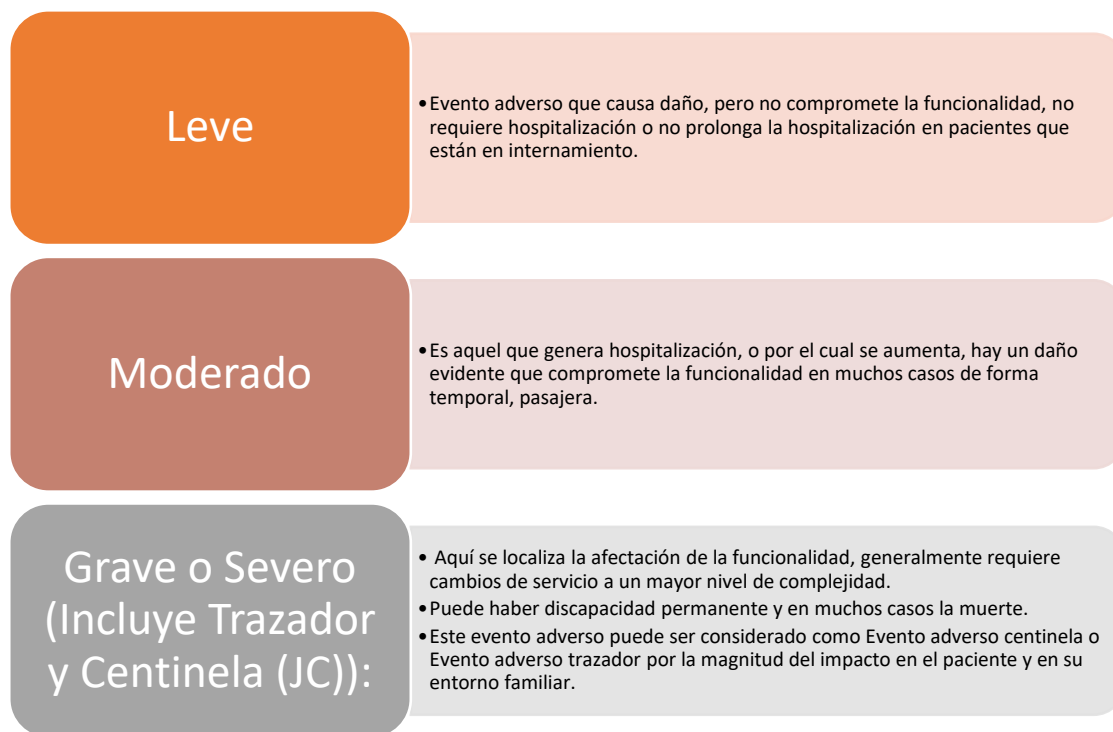 Leve
•Evento adverso que causa daño, pero no compromete la funcionalidad, no
requiere hospitalización o no prolonga la hospitalización en pacientes que
están en internamiento.
Moderado
•Es aquel que genera hospitalización, o por el cual se aumenta, hay un daño
evidente que compromete la funcionalidad en muchos casos de forma
temporal, pasajera.
Grave o Severo
(Incluye Trazador
y Centinela (JC)):
• Aquí se localiza la afectación de la funcionalidad, generalmente requiere
cambios de servicio a un mayor nivel de complejidad.
•Puede haber discapacidad permanente y en muchos casos la muerte.
•Este evento adverso puede ser considerado como Evento adverso centinela o
Evento adverso trazador por la magnitud del impacto en el paciente y en su
entorno familiar.